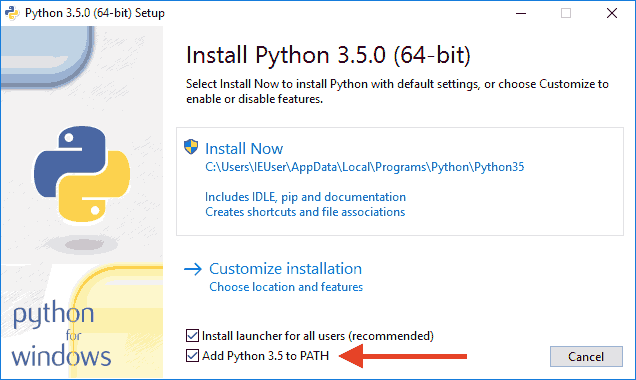 Python 3.5.0 (64-bit) Setup
Install Python 3.5.0 (64-bit)
Select Install Now to install Python with default settings, or choose Customize to
enable or disable features.
Install Now
C:\Users\IEUser\AppData\Local\Programs\Python\Python35
Includes IDLE, pip and documentation
Creates shortcuts and file associations
Customize installation
Choose location and features
python
for
windows
Install launcher for all users (recommended)
Add Python 3.5 to PATH
Cancel